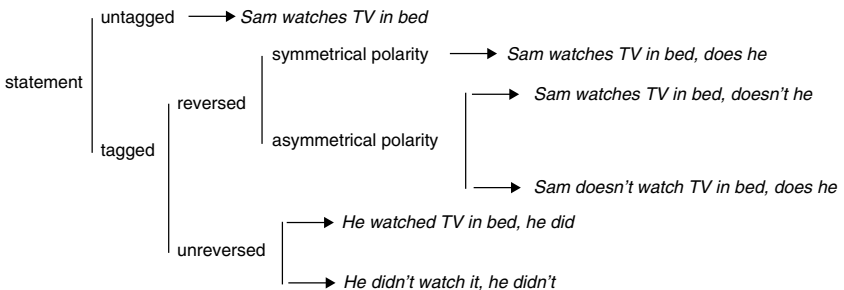 untagged Sam watches TV in bed
symmetrical polarity Sam watches TV in bed, does he
statement
Sam watches TV in bed, doesn't he
reversed
asymmetrical polarity
tagged
Sam doesn't watch TV in bed, does he
He watched TV in bed, he did
unreversed
He didn't watch it, he didn't